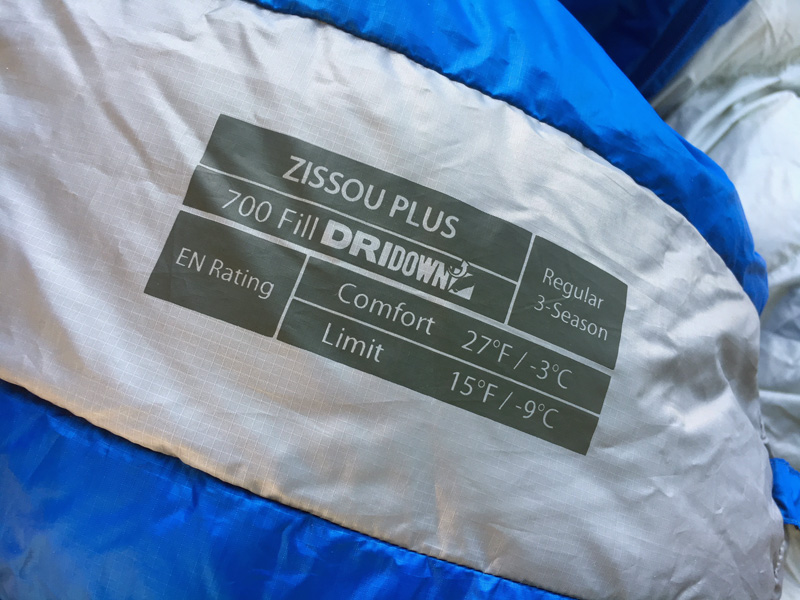 ZISSOU PLUS
700 Fill DRIDOWN
Regular
3-Season
EN Rating
Comfort 27°F / -3°C
Limit 15°F / -9°C